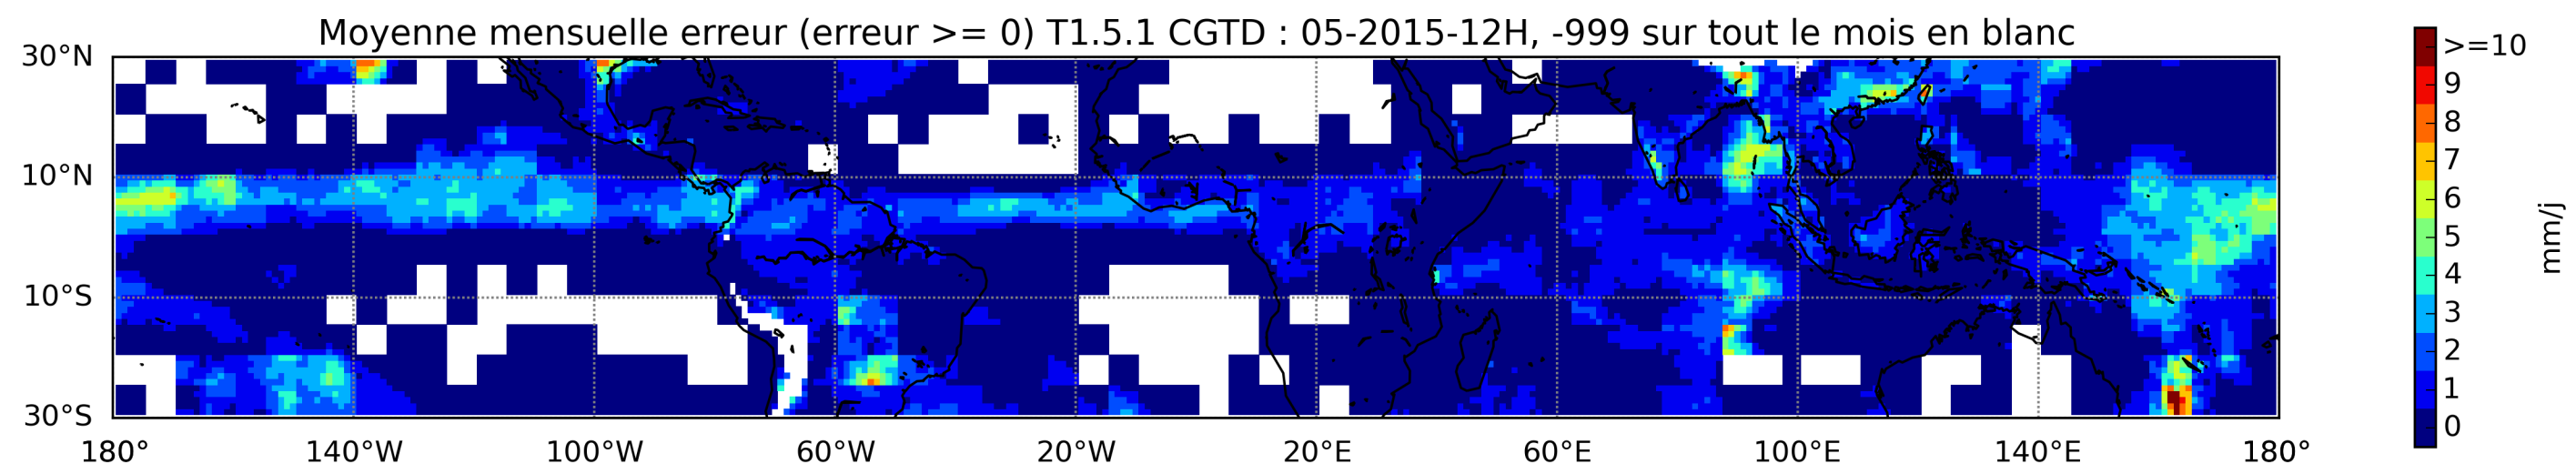 Moyenne mensuelle erreur (erreur >= 0) T1.5.1 CGTD : 05-2015-12H, -999 sur tout le mois en blanc
30°N
10°N
10°S
30°S
180°
140°W
100°W
60°W
20°W
20°E
60°E
100°E
140°E
180°
>=10
9
8
7
6
5
4
3
2
1
0
mm/j